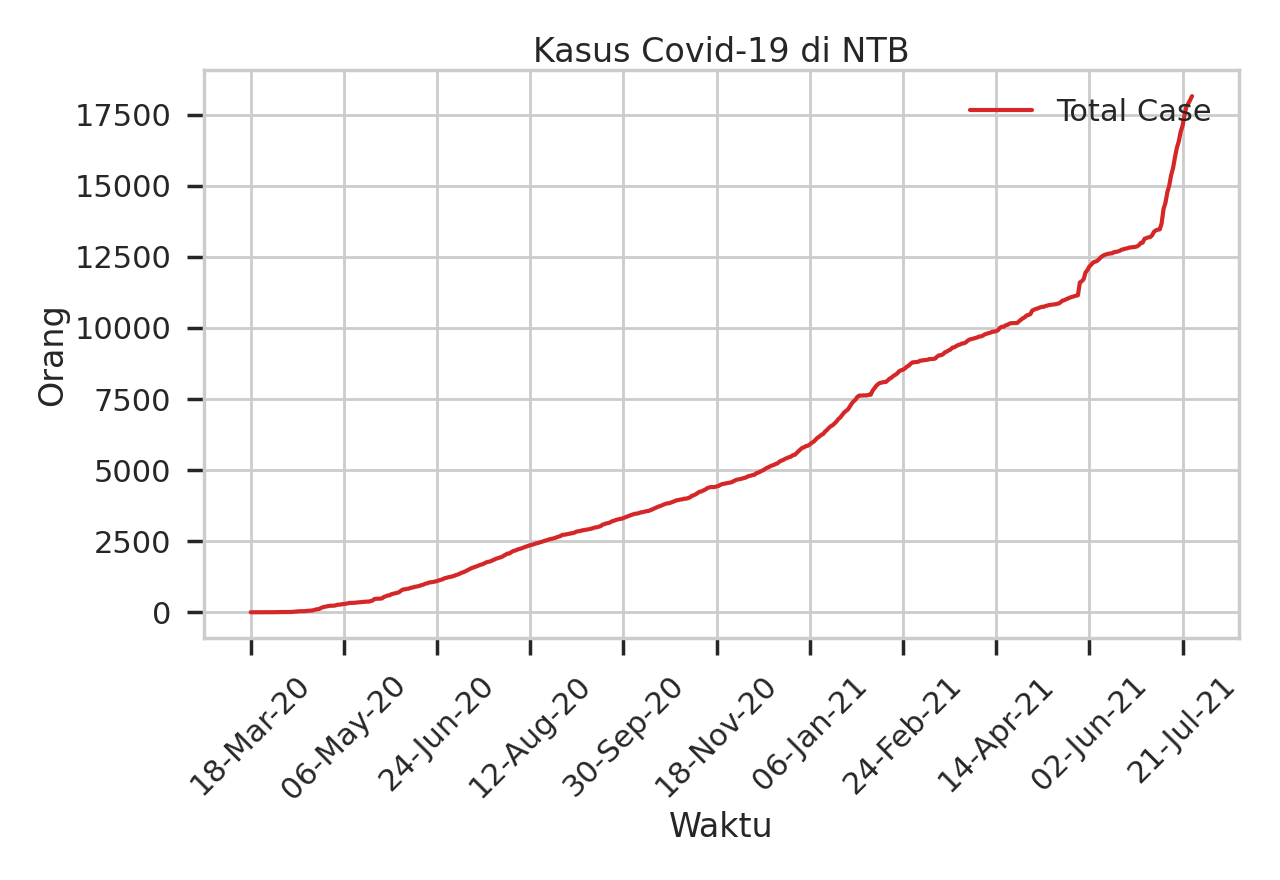 Kasus Covid-19 di NTB
Total Case
17500
15000
12500
10000
7500
5000
2500
0
Orang
18-Mar-20
06-May-20
24-Jun-20
12-Aug-20
30-Sep-20
18-Nov-20
06-Jan-21
24-Feb-21
14-Apr-21
02-Jun-21
21-Jul-21
Waktu